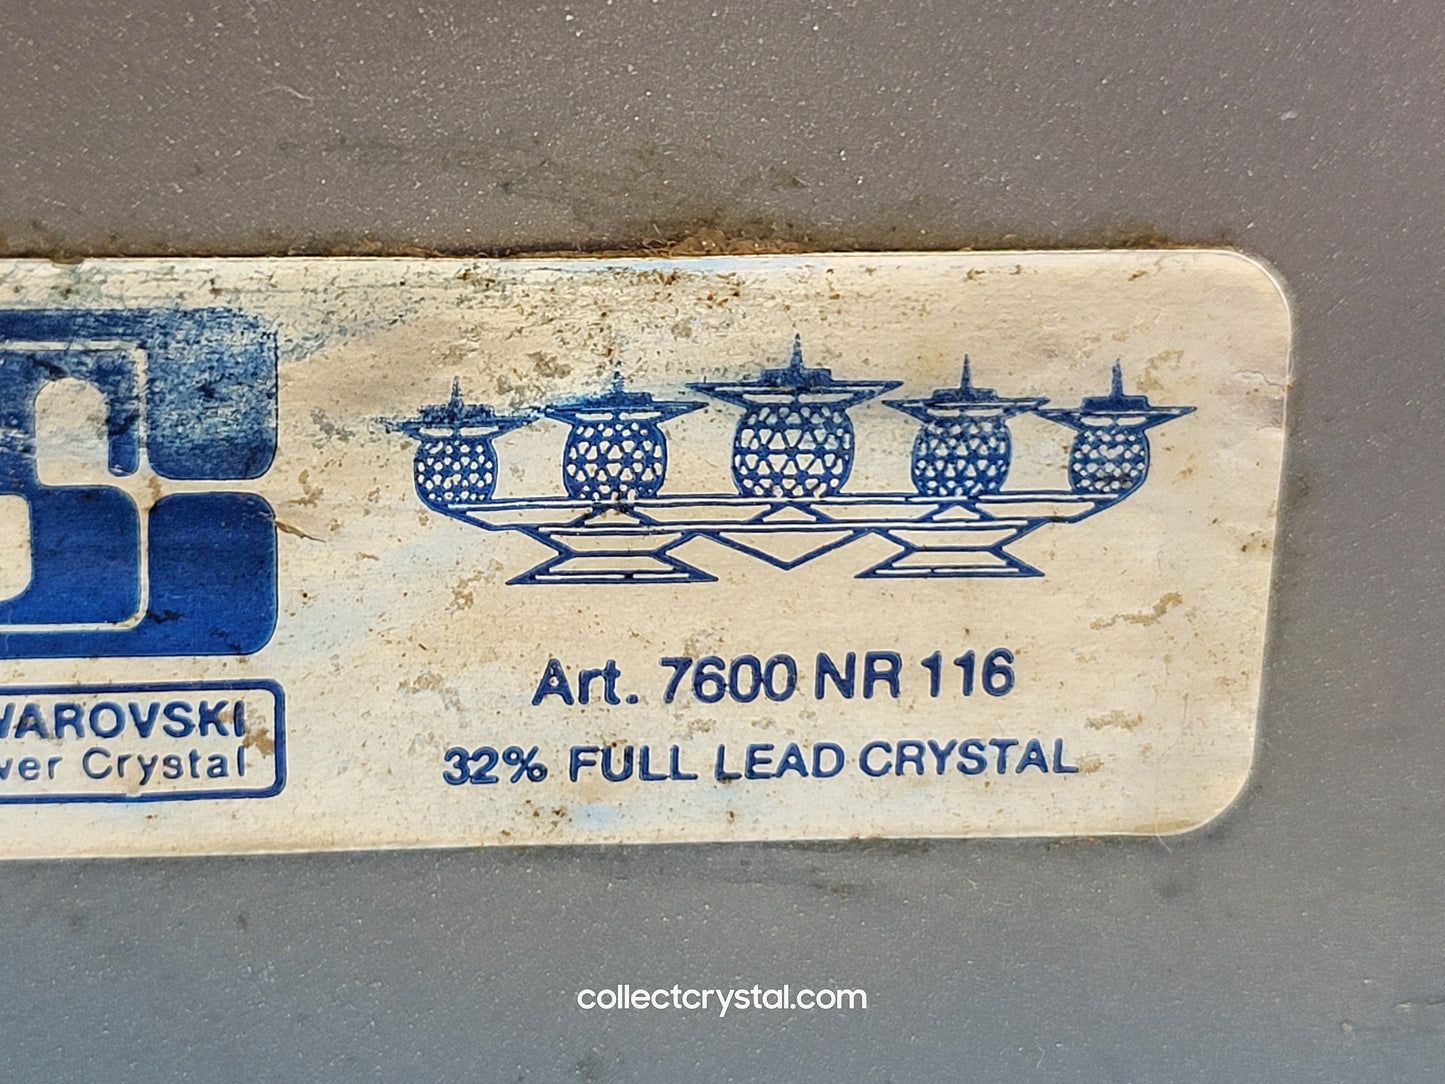 WAROVSKI
ver Crystal
Art. 7600 NR 116
32% FULL LEAD CRYSTAL
collectcrystal.com